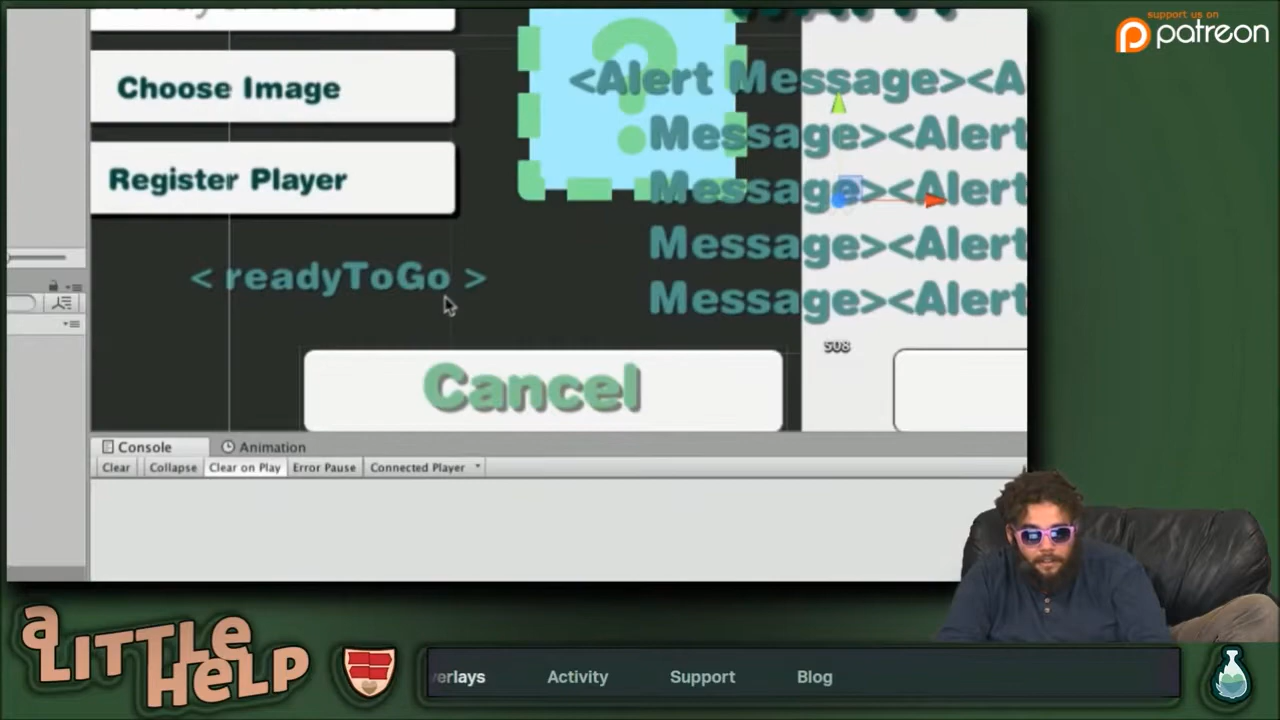 support us on
patreon
Choose Image
Register Player
< readyToGo >
?
<Alert Message><A
Message><Alert
Message><Alert
Message><Alert
Message><Alert
508
Cancel
Console
Animation
Clear
Collapse
Clear on Play
Error Pause
Connected Player
a LITTLE HELP
erlays
Activity
Support
Blog